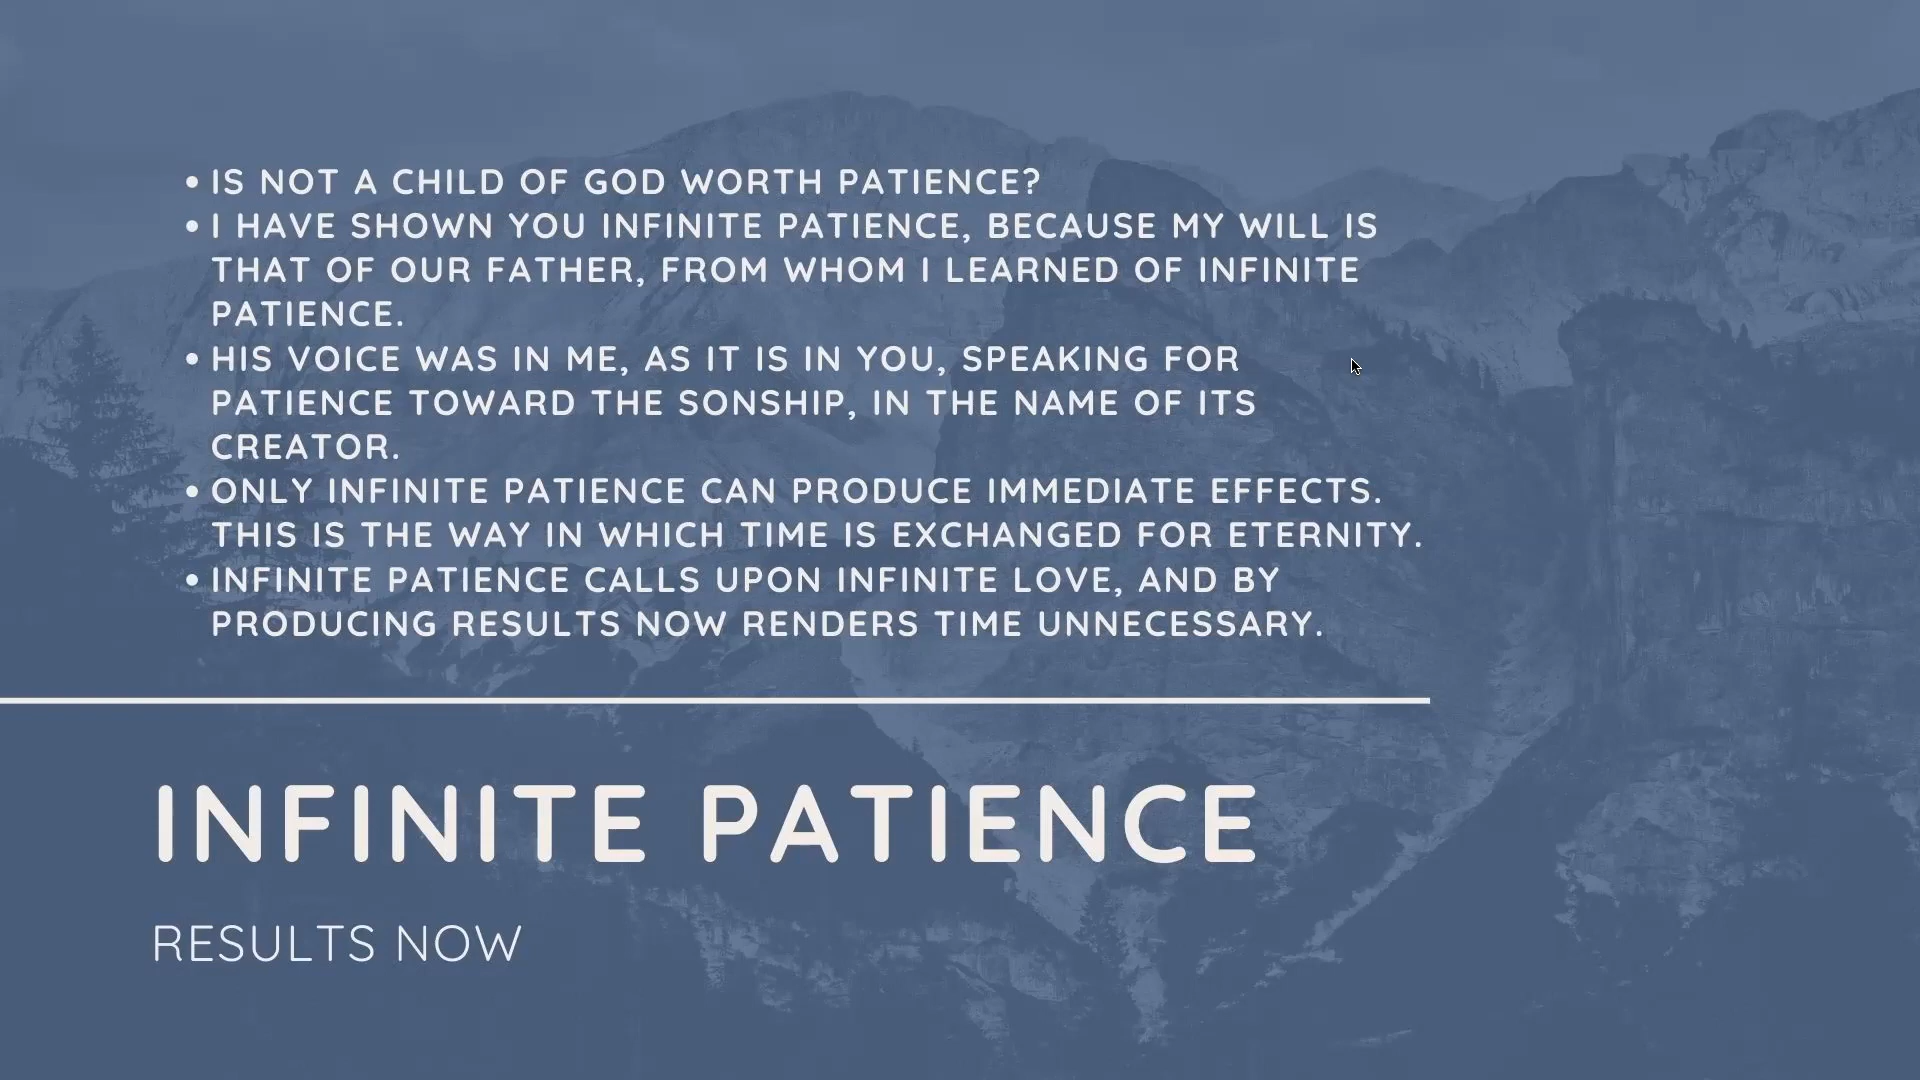 • IS NOT A CHILD OF GOD WORTH PATIENCE?
• I HAVE SHOWN YOU INFINITE PATIENCE, BECAUSE MY WILL IS
THAT OF OUR FATHER, FROM WHOM I LEARNED OF INFINITE
PATIENCE.
• HIS VOICE WAS IN ME, AS IT IS IN YOU, SPEAKING FOR
PATIENCE TOWARD THE SONSHIP, IN THE NAME OF ITS
CREATOR.
• ONLY INFINITE PATIENCE CAN PRODUCE IMMEDIATE EFFECTS.
THIS IS THE WAY IN WHICH TIME IS EXCHANGED FOR ETERNITY.
• INFINITE PATIENCE CALLS UPON INFINITE LOVE, AND BY
PRODUCING RESULTS NOW RENDERS TIME UNNECESSARY.
INFINITE PATIENCE
RESULTS NOW